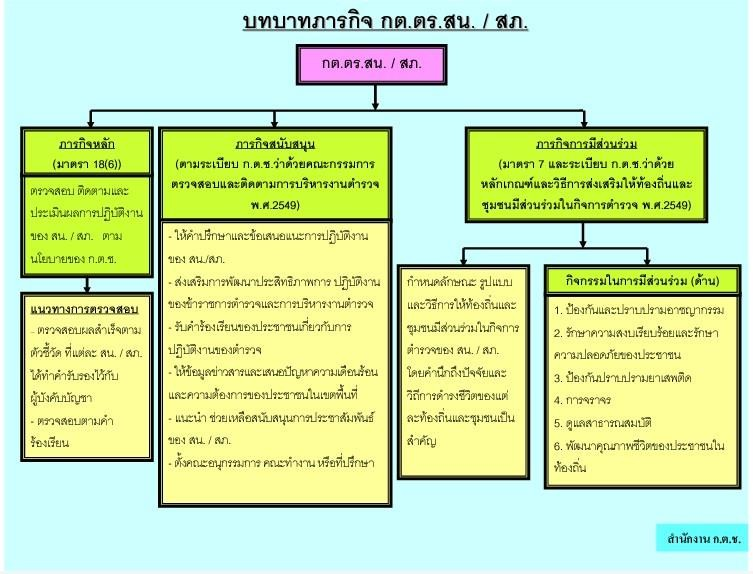 บทบาทภารกิจ กต.ตร.สน. / สภ.
กต.ตร.สน. / สภ.
ภารกิจหลัก
(มาตรา 18(6))
ตรวจสอบ ติดตามและ
ประเมินผลการปฏิบัติงาน
ของ สน. / สภ. ตาม
นโยบายของ ก.ต.ช.
แนวทางการตรวจสอบ
- ตรวจสอบผลสำเร็จตาม
ตัวชี้วัด ที่แต่ละ สน. / สภ.
ได้ทำคำรับรองไว้กับ
ผู้บังคับบัญชา
- ตรวจสอบตามคำ
ร้องเรียน
ภารกิจสนับสนุน
(ตามระเบียบ ก.ต.ช.ว่าด้วยคณะกรรมการ
ตรวจสอบและติดตามการบริหารงานตำรวจ
พ.ศ.2549)
- ให้คำปรึกษาและข้อเสนอแนะการปฏิบัติงาน
ของ สน./สภ.
- ส่งเสริมการพัฒนาประสิทธิภาพการ ปฏิบัติงาน
ของข้าราชการตำรวจและการบริหารงานตำรวจ
- รับคำร้องเรียนของประชาชนเกี่ยวกับการ
ปฏิบัติงานของตำรวจ
- ให้ข้อมูลข่าวสารและเสนอปัญหาความเดือนร้อน
และความต้องการของประชาชนในเขตพื้นที่
- แนะนำ ช่วยเหลือสนับสนุนการประชาสัมพันธ์
ของ สน. / สภ.
- ตั้งคณะอนุกรรมการ คณะทำงาน หรือที่ปรึกษา
ภารกิจการมีส่วนร่วม
(มาตรา 7 และระเบียบ ก.ต.ช.ว่าด้วย
หลักเกณฑ์และวิธีการส่งเสริมให้ท้องถิ่นและ
ชุมชนมีส่วนร่วมในกิจการตำรวจ พ.ศ.2549)
กำหนดลักษณะ รูปแบบ
และวิธีการให้ท้องถิ่นและ
ชุมชนมีส่วนร่วมในกิจการ
ตำรวจของ สน. / สภ.
โดยคำนึกถึงปัจจัยและ
วิถีการดำรงชีวิตของแต่
ละท้องถิ่นและชุมชนเป็น
สำคัญ
กิจกรรมในการมีส่วนร่วม (ด้าน)
1. ป้องกันและปราบปรามอาชญากรรม
2. รักษาความสงบเรียบร้อยและรักษา
ความปลอดภัยของประชาชน
3. ป้องกันปราบปรามยาเสพติด
4. การจราจร
5. ดูแลสาธารณสมบัติ
6. พัฒนาคุณภาพชีวิตของประชาชนใน
ท้องถิ่น
สำนักงาน ก.ต.ช.